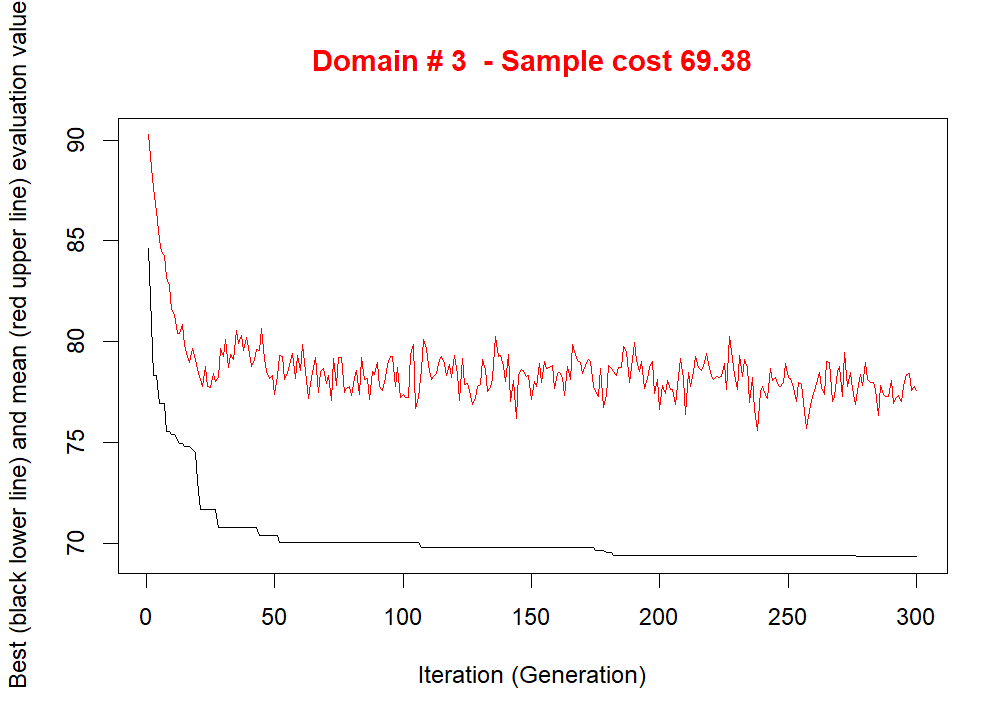 Domain # 3  - Sample cost 69.38
Best (black lower line) and mean (red upper line) evaluation value
90
85
80
75
70
0 50 100 150 200 250 300
Iteration (Generation)